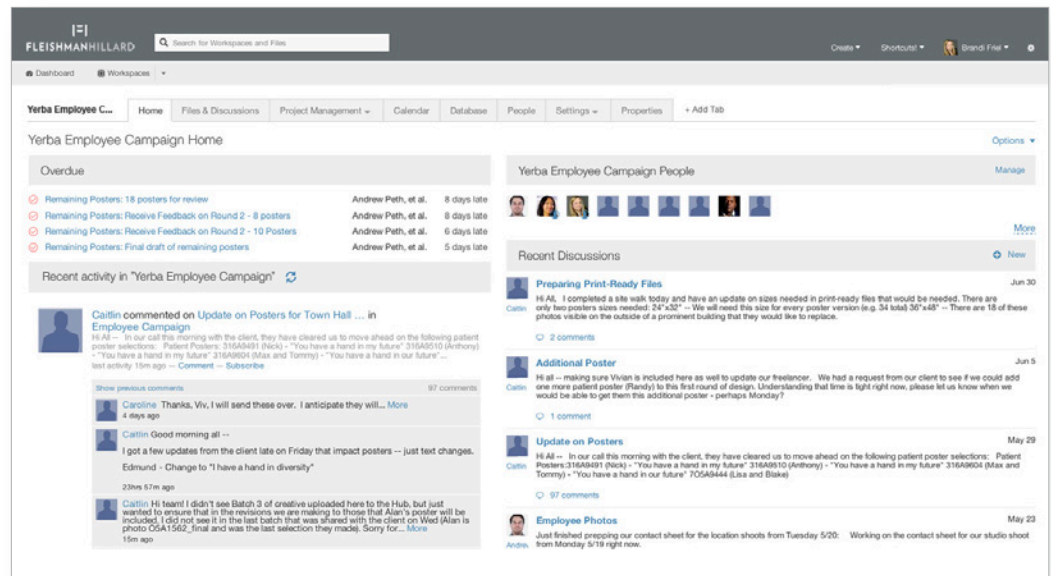 FLEISHMANHILLARD
Search for Workspaces and Files
Create
Shortcuts!
Brandi Friel
Dashboard
Workspaces
Yerba Employee C...
Home
Files & Discussions
Project Management
Calendar
Database
People
Settings
Properties
+ Add Tab
Yerba Employee Campaign Home
Options
Overdue
Remaining Posters: 18 posters for review Andrew Peth, et al. 8 days late
Remaining Posters: Receive Feedback on Round 2 - 8 posters Andrew Peth, et al. 8 days late
Remaining Posters: Receive Feedback on Round 2 - 10 Posters Andrew Peth, et al. 6 days late
Remaining Posters: Final draft of remaining posters Andrew Peth, et al. 5 days late
Recent activity in "Yerba Employee Campaign"
Caitlin commented on Update on Posters for Town Hall ... in
Employee Campaign
Hi All -- In our call this morning with the client, they have cleared us to move ahead on the following patient
poster selections: Patient Posters: 316A9491 (Nick) - "You have a hand in my future" 316A9510 (Anthony)
- "You have a hand in my future" 316A9604 (Max and Tommy) - "You have a hand in our future"...
last activity 15m ago -- Comment -- Subscribe
Show previous comments 97 comments
Caroline Thanks, Viv, I will send these over. I anticipate they will... More
4 days ago
Caitlin Good morning all --
I got a few updates from the client late on Friday that impact posters -- just text changes.
Edmund - Change to "I have a hand in diversity"
23hrs 57m ago
Caitlin Hi team! I didn't see Batch 3 of creative uploaded here to the Hub, but just
wanted to ensure that in the revisions we are making to those that Alan's poster will be
included. I did not see it in the last batch that was shared with the client on Wed (Alan is
photo O5A1562_final and was the last selection they made). Sorry for... More
15m ago
Yerba Employee Campaign People
Manage
More
Recent Discussions
New
Preparing Print-Ready Files Jun 30
Caitlin
Hi All, I completed a site walk today and have an update on sizes needed in print-ready files that would be needed. There are
only two posters sizes needed: 24"x32" -- We will need this size for every poster version (e.g. 34 total) 36"x48" -- There are 18 of these
photos visible on the outside of a prominent building that they would like to replace.
2 comments
Additional Poster Jun 5
Caitlin
Hi all -- making sure Vivian is included here as well to update our freelancer. We had a request from our client to see if we could add
one more patient poster (Randy) to this first round of design. Understanding that time is tight right now, please let us know when we
would be able to get them this additional poster - perhaps Monday?
1 comment
Update on Posters May 29
Caitlin
Hi All -- In our call this morning with the client, they have cleared us to move ahead on the following patient poster selections: Patient
Posters:316A9491 (Nick) - "You have a hand in my future" 316A9510 (Anthony) - "You have a hand in my future" 316A9604 (Max and
Tommy) - "You have a hand in our future" 7O5A9444 (Lisa and Blake)
97 comments
Employee Photos May 23
Andrew
Just finished prepping our contact sheet for the location shoots from Tuesday 5/20: Working on the contact sheet for our studio shoot
from Monday 5/19 right now.